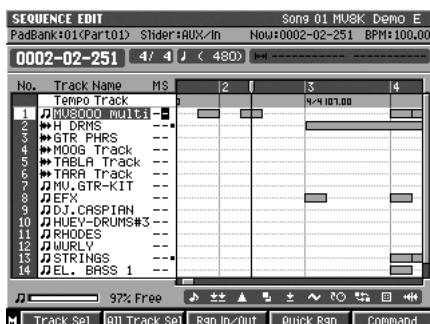 SEQUENCE EDIT Song 01 MV8K Demo E
PadBank:01(Part01) Slider:AUX/In Now:0002-02-251 BPM:100.00
0002-02-251 4/ 4 ♩ ( 480)
No. Track Name MS 2 3 4
Tempo Track 4/4 107.00
1 MV8000 multi --
2 H DRMS --
3 GTR PHRS --
4 MOOG Track --
5 TABLA Track --
6 TARA Track --
7 MV.GTR-KIT --
8 EFX --
9 DJ.CASPIAN --
10 HUEY-DRUMS#3 --
11 RHODES --
12 WURLY --
13 STRINGS --
14 EL. BASS 1 --
97% Free
M Track Sel All Track Sel Rgn In/Out Quick Rgn Command